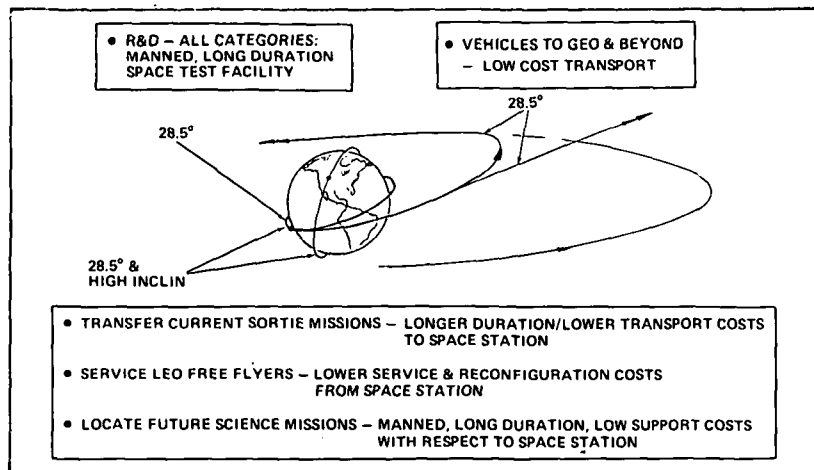 • R&D – ALL CATEGORIES:
MANNED, LONG DURATION
SPACE TEST FACILITY
• VEHICLES TO GEO & BEYOND
– LOW COST TRANSPORT
28.5°
28.5°
28.5° &
HIGH INCLIN
• TRANSFER CURRENT SORTIE MISSIONS – LONGER DURATION/LOWER TRANSPORT COSTS
TO SPACE STATION
• SERVICE LEO FREE FLYERS – LOWER SERVICE & RECONFIGURATION COSTS
FROM SPACE STATION
• LOCATE FUTURE SCIENCE MISSIONS – MANNED, LONG DURATION, LOW SUPPORT COSTS
WITH RESPECT TO SPACE STATION